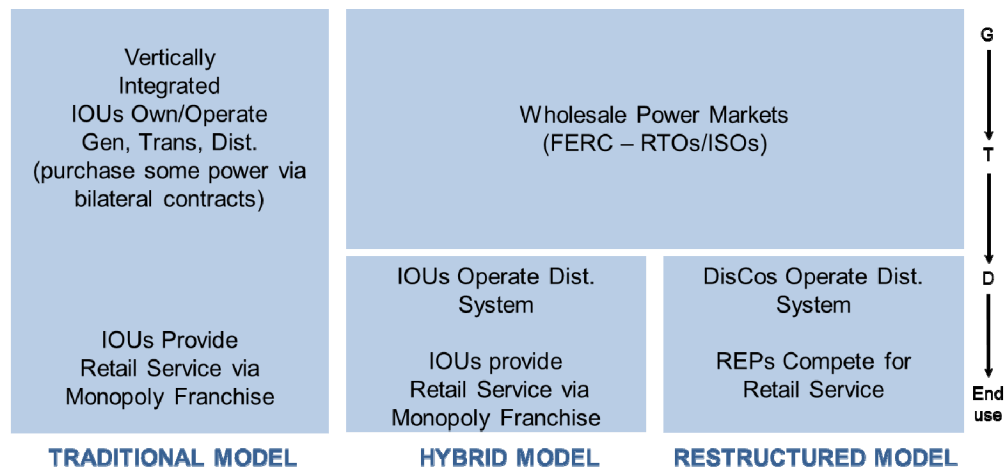 Vertically
Integrated
IOUs Own/Operate
Gen, Trans, Dist.
(purchase some power via
bilateral contracts)
IOUs Provide
Retail Service via
Monopoly Franchise
TRADITIONAL MODEL
Wholesale Power Markets
(FERC – RTOs/ISOs)
IOUs Operate Dist.
System
IOUs provide
Retail Service via
Monopoly Franchise
HYBRID MODEL
DisCos Operate Dist.
System
REPs Compete for
Retail Service
RESTRUCTURED MODEL
G
T
D
End
use